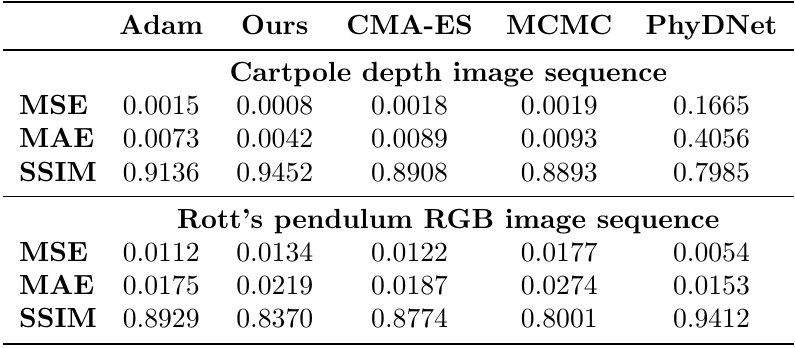 Adam Ours CMA-ES MCMC PhyDNet
Cartpole depth image sequence
MSE 0.0015 0.0008 0.0018 0.0019 0.1665
MAE 0.0073 0.0042 0.0089 0.0093 0.4056
SSIM 0.9136 0.9452 0.8908 0.8893 0.7985
Rott's pendulum RGB image sequence
MSE 0.0112 0.0134 0.0122 0.0177 0.0054
MAE 0.0175 0.0219 0.0187 0.0274 0.0153
SSIM 0.8929 0.8370 0.8774 0.8001 0.9412